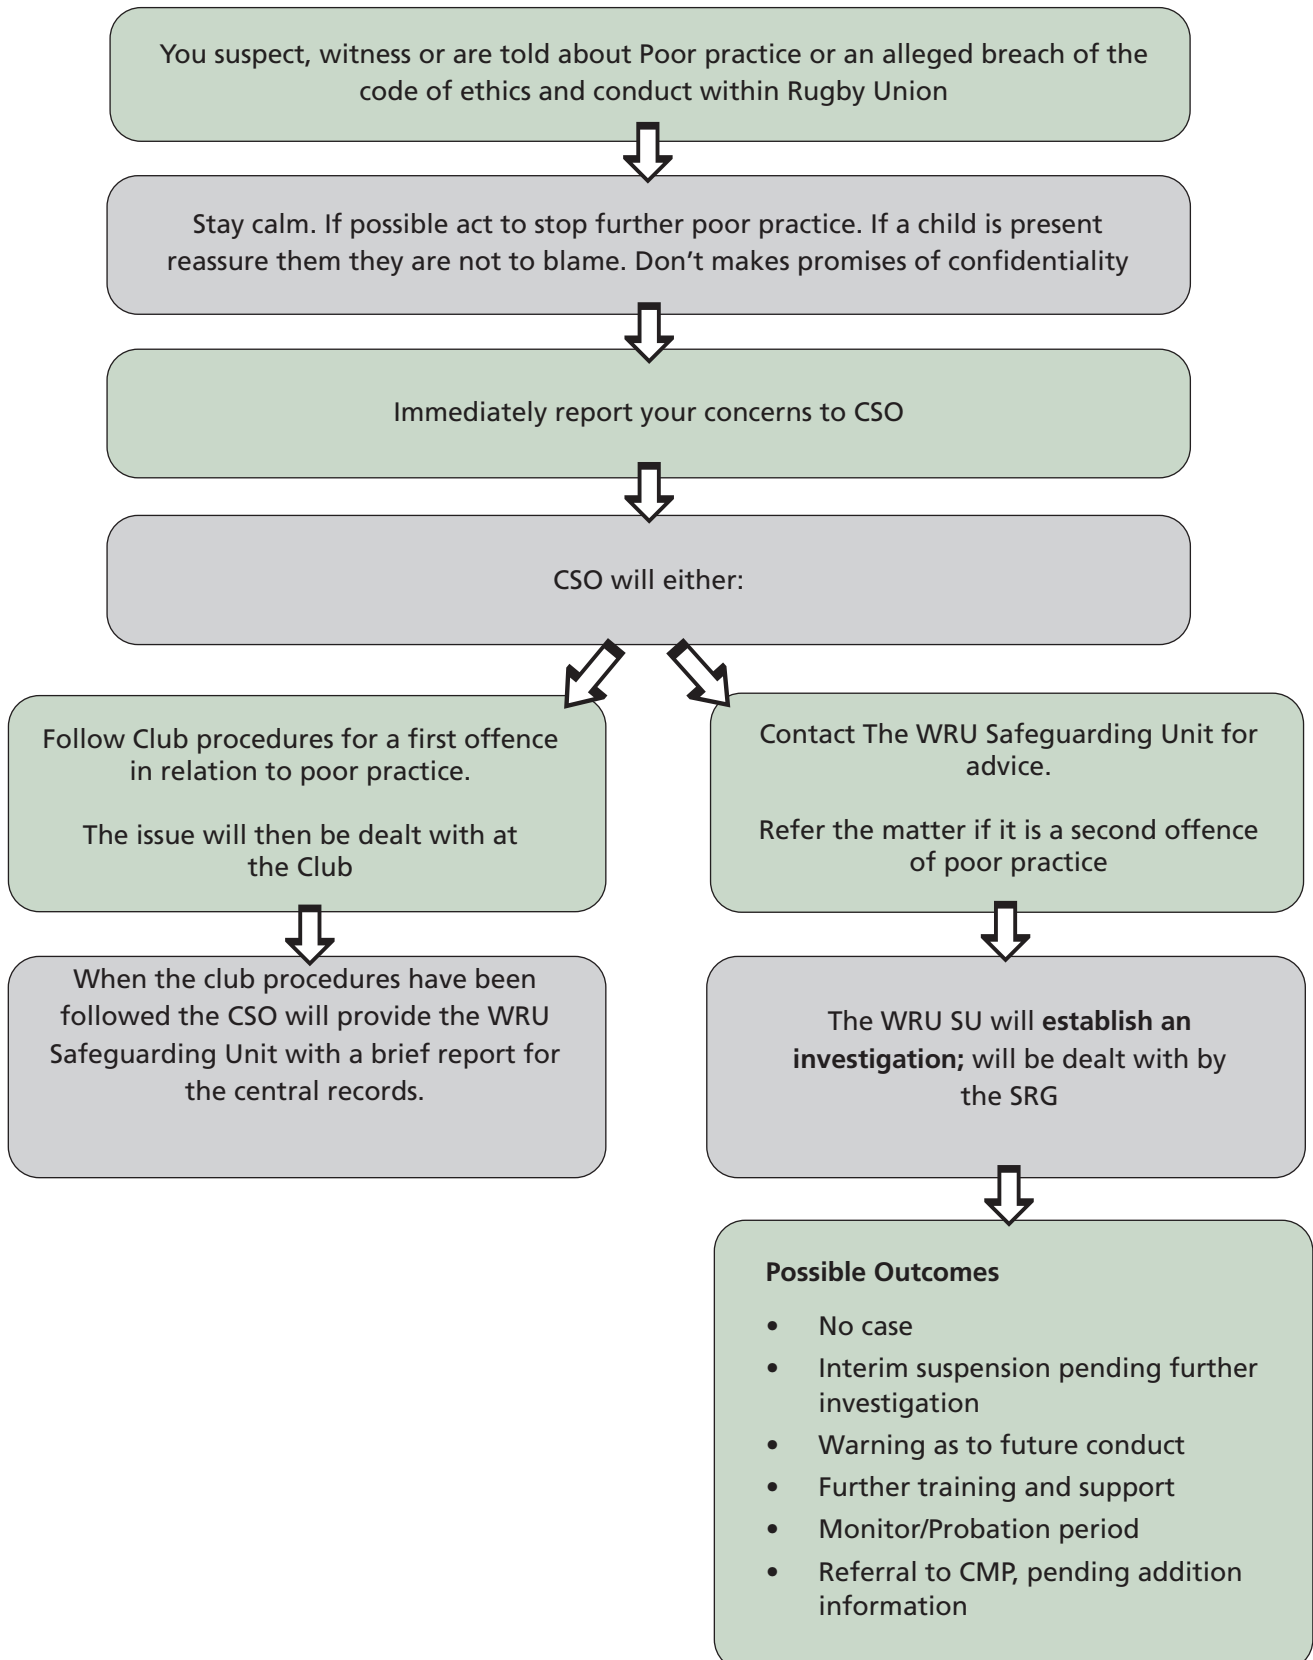 You suspect, witness or are told about Poor practice or an alleged breach of the
code of ethics and conduct within Rugby Union
Stay calm. If possible act to stop further poor practice. If a child is present
reassure them they are not to blame. Don’t makes promises of confidentiality
Immediately report your concerns to CSO
CSO will either:
Follow Club procedures for a first offence
in relation to poor practice.
The issue will then be dealt with at
the Club
Contact The WRU Safeguarding Unit for
advice.
Refer the matter if it is a second offence
of poor practice
When the club procedures have been
followed the CSO will provide the WRU
Safeguarding Unit with a brief report for
the central records.
The WRU SU will establish an
investigation; will be dealt with by
the SRG
Possible Outcomes
• No case
• Interim suspension pending further
investigation
• Warning as to future conduct
• Further training and support
• Monitor/Probation period
• Referral to CMP, pending addition
information